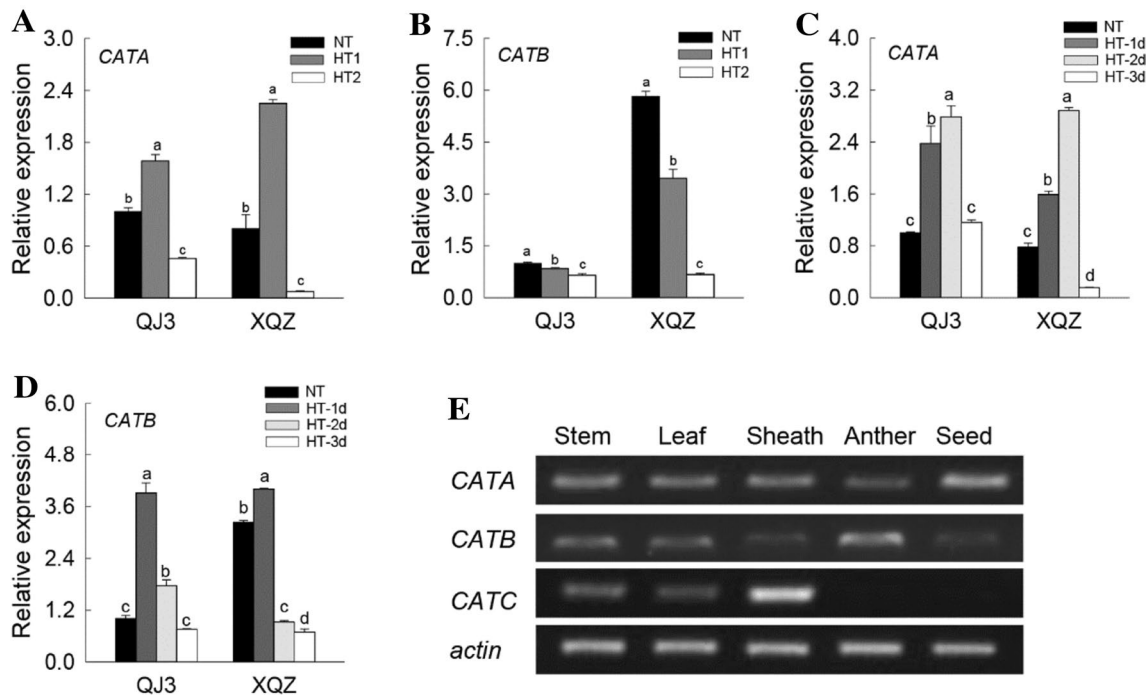 A
CATA
NT
HT1
HT2
Relative expression
3.0
2.4
1.8
1.2
0.6
0.0
b
a
c
b
a
c
QJ3
XQZ
B
CATB
NT
HT1
HT2
Relative expression
7.5
6.0
4.5
3.0
1.5
0.0
a
b
c
a
b
c
QJ3
XQZ
C
CATA
NT
HT-1d
HT-2d
HT-3d
Relative expression
4.0
3.2
2.4
1.6
0.8
0.0
c
b
a
c
c
b
a
d
QJ3
XQZ
D
CATB
NT
HT-1d
HT-2d
HT-3d
Relative expression
6.0
4.8
3.6
2.4
1.2
0.0
c
a
b
c
b
a
c
d
QJ3
XQZ
E
Stem Leaf Sheath Anther Seed
CATA
CATB
CATC
actin